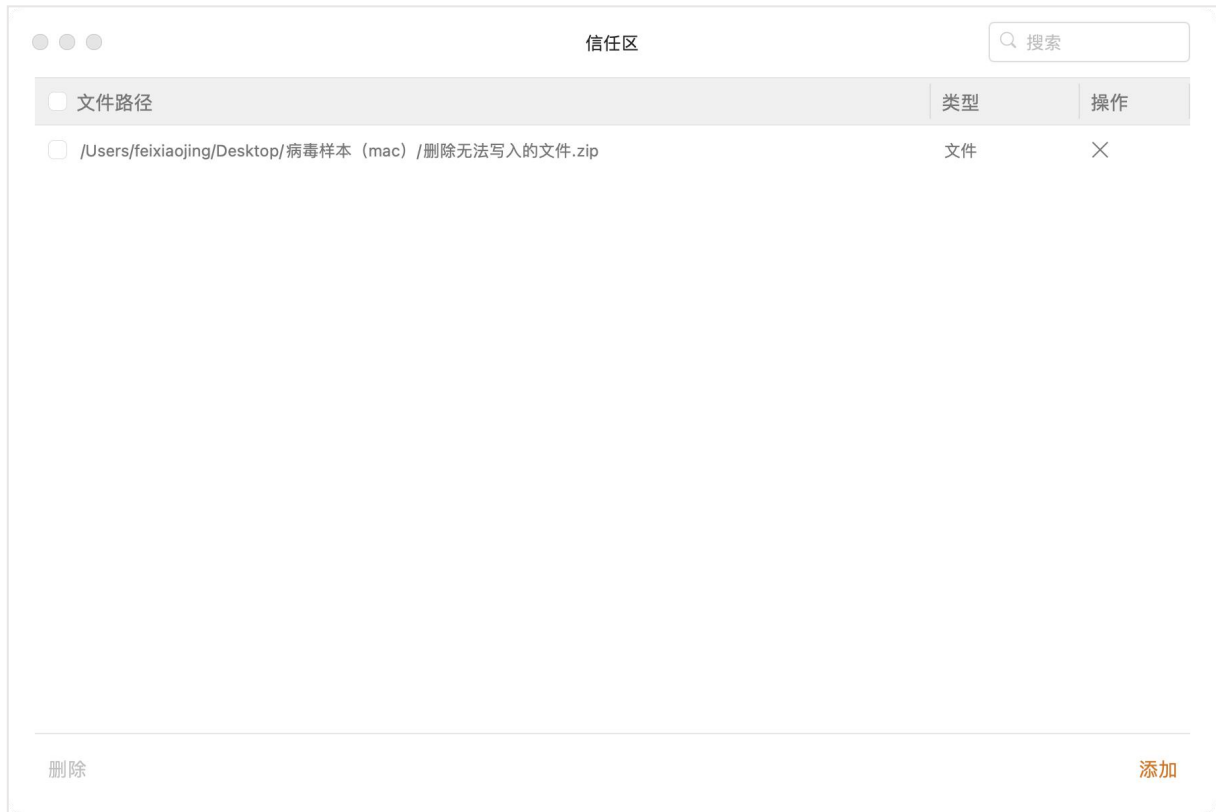 信任区
搜索
文件路径 类型 操作
/Users/feixiaojing/Desktop/病毒样本（mac）/删除无法写入的文件.zip 文件
删除 添加